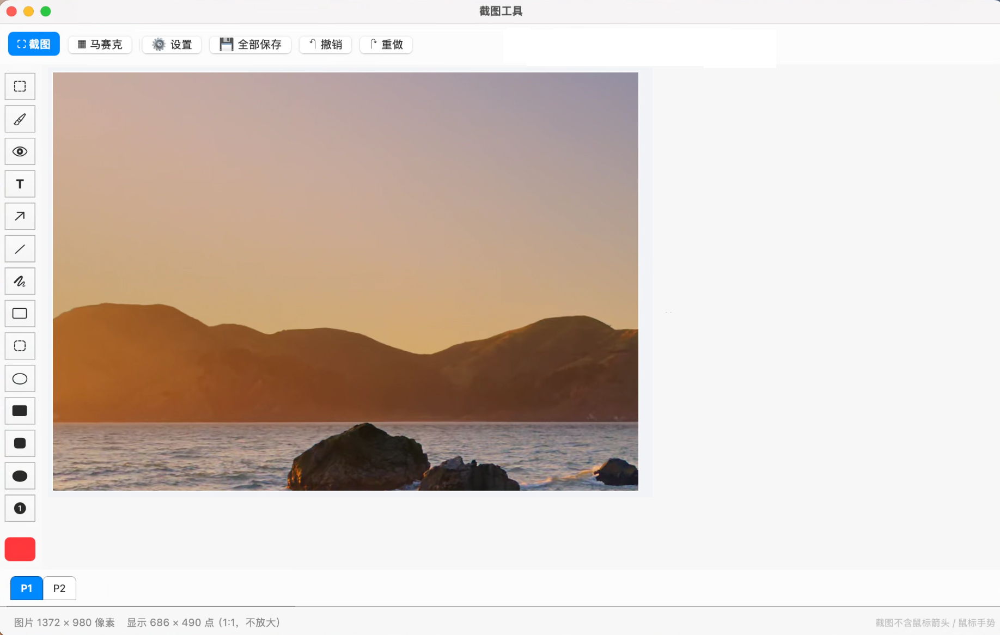 截图工具
截图 马赛克 设置 全部保存 撤销 重做
T
1
P1 P2
图片 1372 × 980 像素 显示 686 × 490 点 (1:1, 不放大)
截图不含鼠标箭头 / 鼠标手势